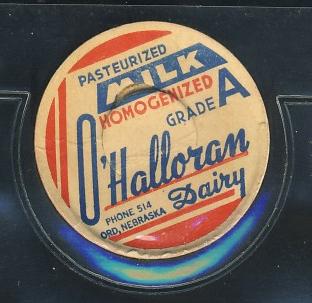 PASTEURIZED
MILK
HOMOGENIZED
GRADE A
O'Halloran
Dairy
PHONE 514
ORD, NEBRASKA